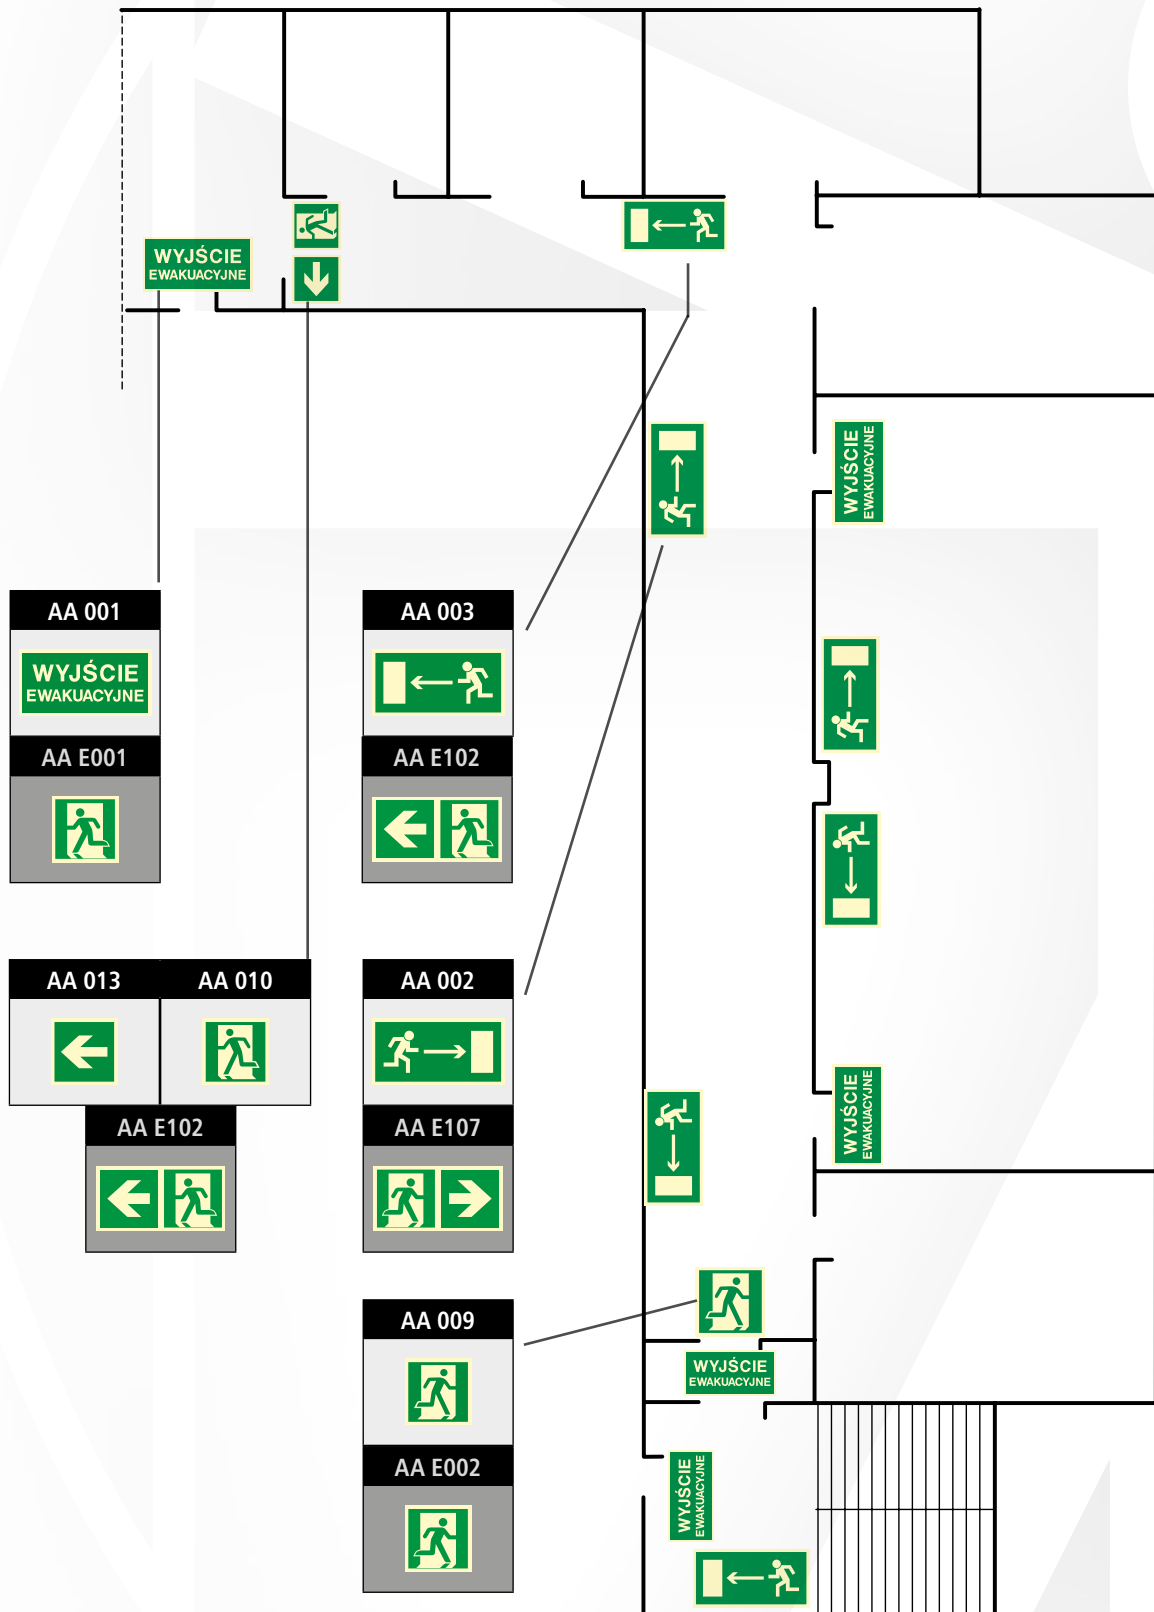 WYJŚCIE
EWAKUACYJNE
WYJŚCIE
EWAKUACYJNE
AA 001
WYJŚCIE
EWAKUACYJNE
AA E001
AA 003
AA E102
AA 013
AA 010
AA E102
AA 002
AA E107
WYJŚCIE
EWAKUACYJNE
AA 009
AA E002
WYJŚCIE
EWAKUACYJNE
WYJŚCIE
EWAKUACYJNE